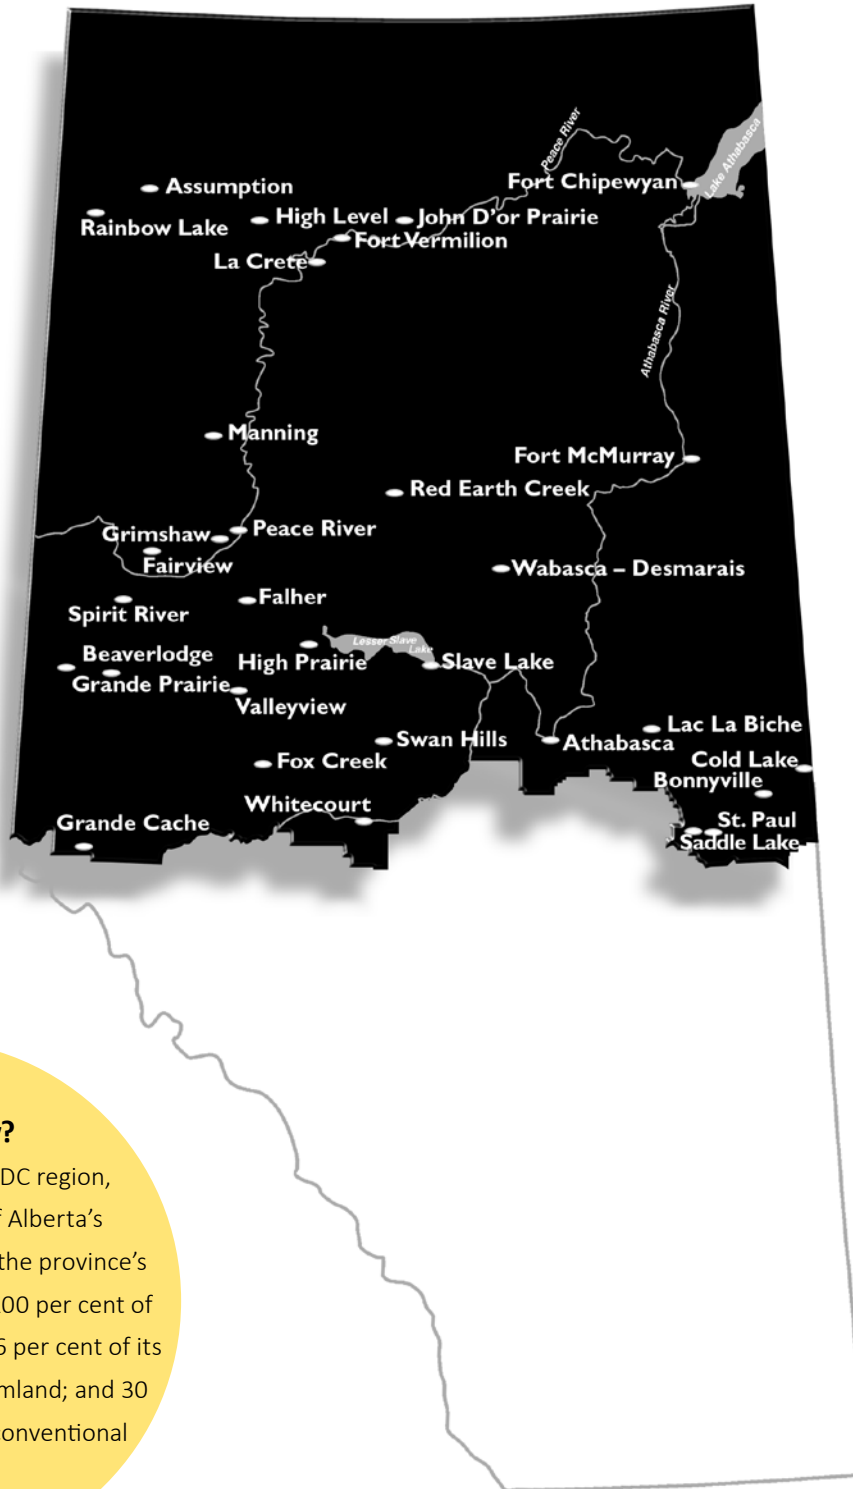 Peace River
Lake Athabasca
Fort Chipewyan
Assumption
Rainbow Lake
High Level
John D'or Prairie
Fort Vermilion
La Crete
Athabasca River
Manning
Fort McMurray
Red Earth Creek
Peace River
Grimshaw
Fairview
Wabasca – Desmarais
Falher
Spirit River
Lesser Slave
Lake
Beaverlodge
High Prairie
Slave Lake
Grande Prairie
Valleyview
Lac La Biche
Swan Hills
Athabasca
Cold Lake
Fox Creek
Bonnyville
Whitecourt
Grande Cache
St. Paul
Saddle Lake
?
DC region,
Alberta's
the province's
00 per cent of
per cent of its
mland; and 30
conventional